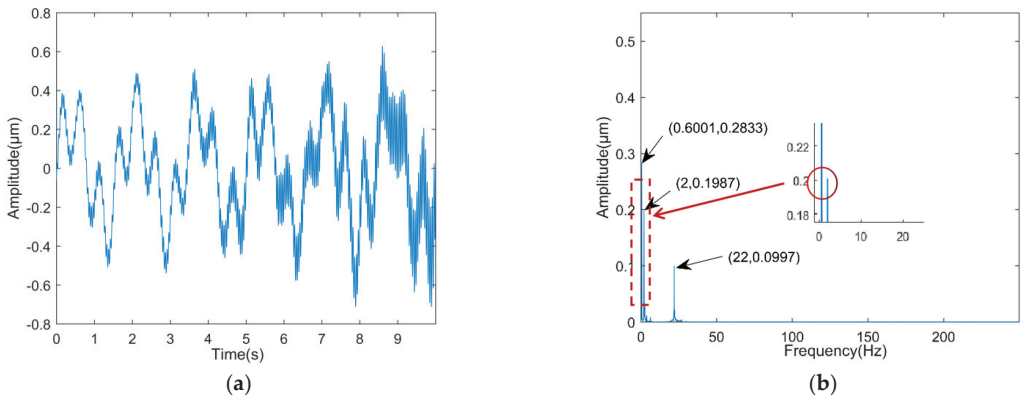 0.8
0.6
0.4
0.2
0
-0.2
-0.4
-0.6
-0.8
Amplitude(μm)
0 1 2 3 4 5 6 7 8 9
Time(s)
(a)
0.5
0.4
0.3
0.2
0.1
0
Amplitude(μm)
(0.6001,0.2833)
(2,0.1987)
(22,0.0997)
0.22
0.2
0.18
0 10 20
0 50 100 150 200
Frequency(Hz)
(b)